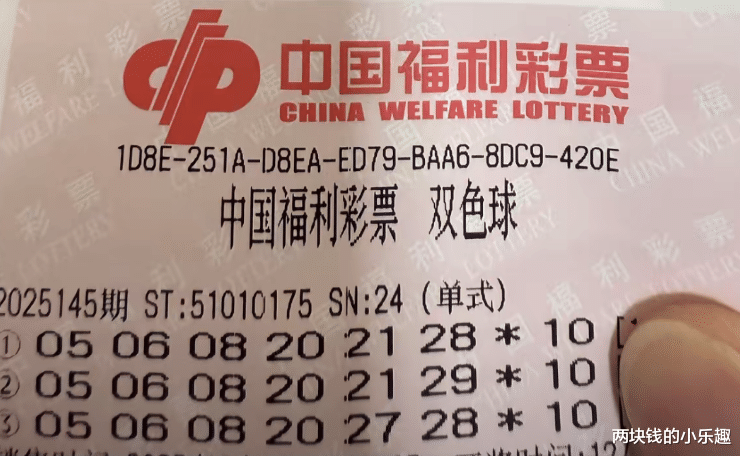 中国福利彩票
CHINA WELFARE LOTTERY
1D8E-251A-D8EA-ED79-BAA6-8DC9-420E
中国福利彩票 双色球
2025145期 ST:51010175 SN:24 (单式)
① 05 06 08 20 21 28 * 10 [
② 05 06 08 20 21 29 * 10
③ 05 06 08 20 27 28 * 10
两块钱的小乐趣